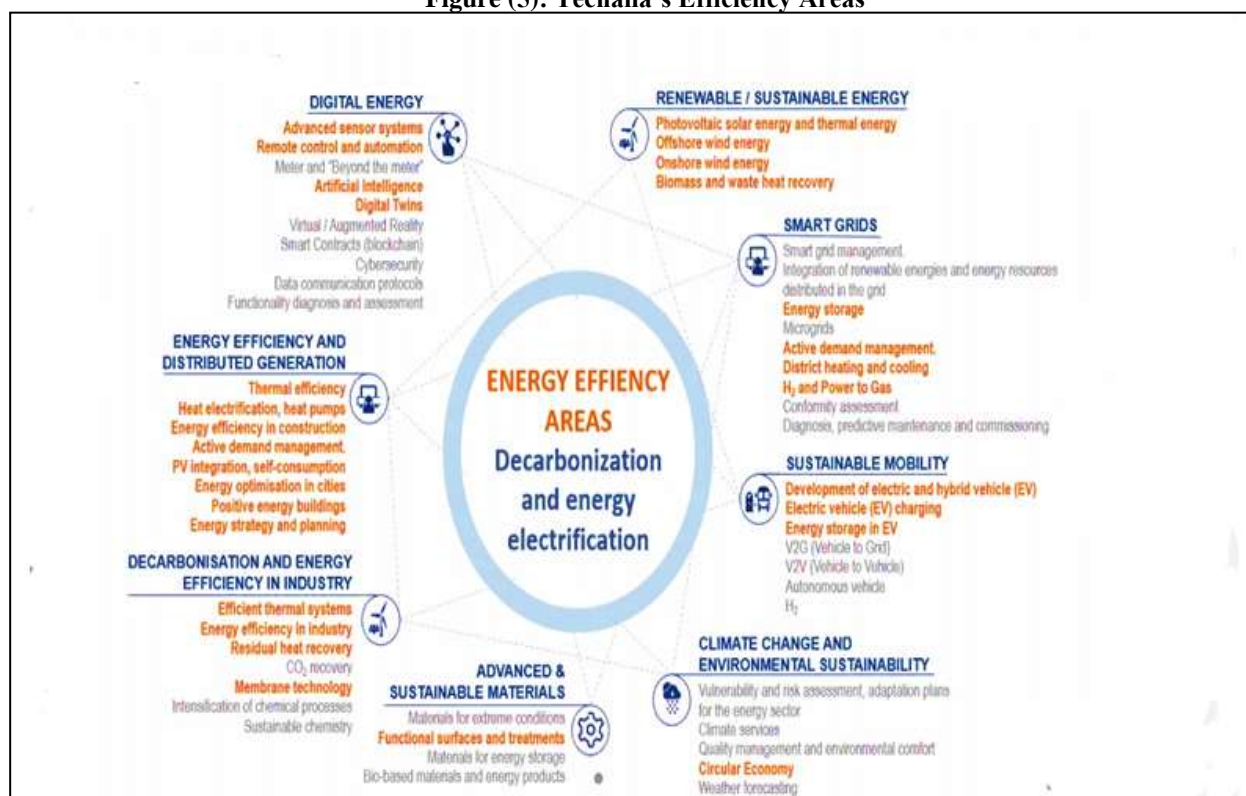 Figure (3): Techana's Efficiency Areas
DIGITAL ENERGY
Advanced sensor systems
Remote control and automation
Meter and "Beyond the meter"
Artificial Intelligence
Digital Twins
Virtual / Augmented Reality
Smart Contracts (blockchain)
Cybersecurity
Data communication protocols
Functionality diagnosis and assessment
RENEWABLE / SUSTAINABLE ENERGY
Photovoltaic solar energy and thermal energy
Offshore wind energy
Onshore wind energy
Biomass and waste heat recovery
SMART GRIDS
Smart grid management.
Integration of renewable energies and energy resources
distributed in the grid
Energy storage
Microgrids
Active demand management.
District heating and cooling
H₂ and Power to Gas
Conformity assessment
Diagnosis, predictive maintenance and commissioning
ENERGY EFFICIENCY AND
DISTRIBUTED GENERATION
Thermal efficiency
Heat electrification, heat pumps
Energy efficiency in construction
Active demand management.
PV integration, self-consumption
Energy optimisation in cities
Positive energy buildings
Energy strategy and planning
ENERGY EFFIENCY
AREAS
Decarbonization
and energy
electrification
SUSTAINABLE MOBILITY
Development of electric and hybrid vehicle (EV)
Electric vehicle (EV) charging
Energy storage in EV
V2G (Vehicle to Grid)
V2V (Vehicle to Vuhicle)
Autonomous vehicle
H₂
DECARBONISATION AND ENERGY
EFFICIENCY IN INDUSTRY
Efficient thermal systems
Energy efficiency in industry
Residual heat recovery
CO₂ recovery
Membrane technology
Intensilication of chemical processes
Sustainable chemistry
ADVANCED &
SUSTAINABLE MATERIALS
Materials for extreme conditions
Functional surfaces and treatments
Materials for energy storage
Bio-based materials and energy products
CLIMATE CHANGE AND
ENVIRONMENTAL SUSTAINABILITY
Vulnerability and risk assessment, adaptation plans
for the energy sector
Climate services
Quality management and environmental comfort
Circular Economy
Weather forecasting